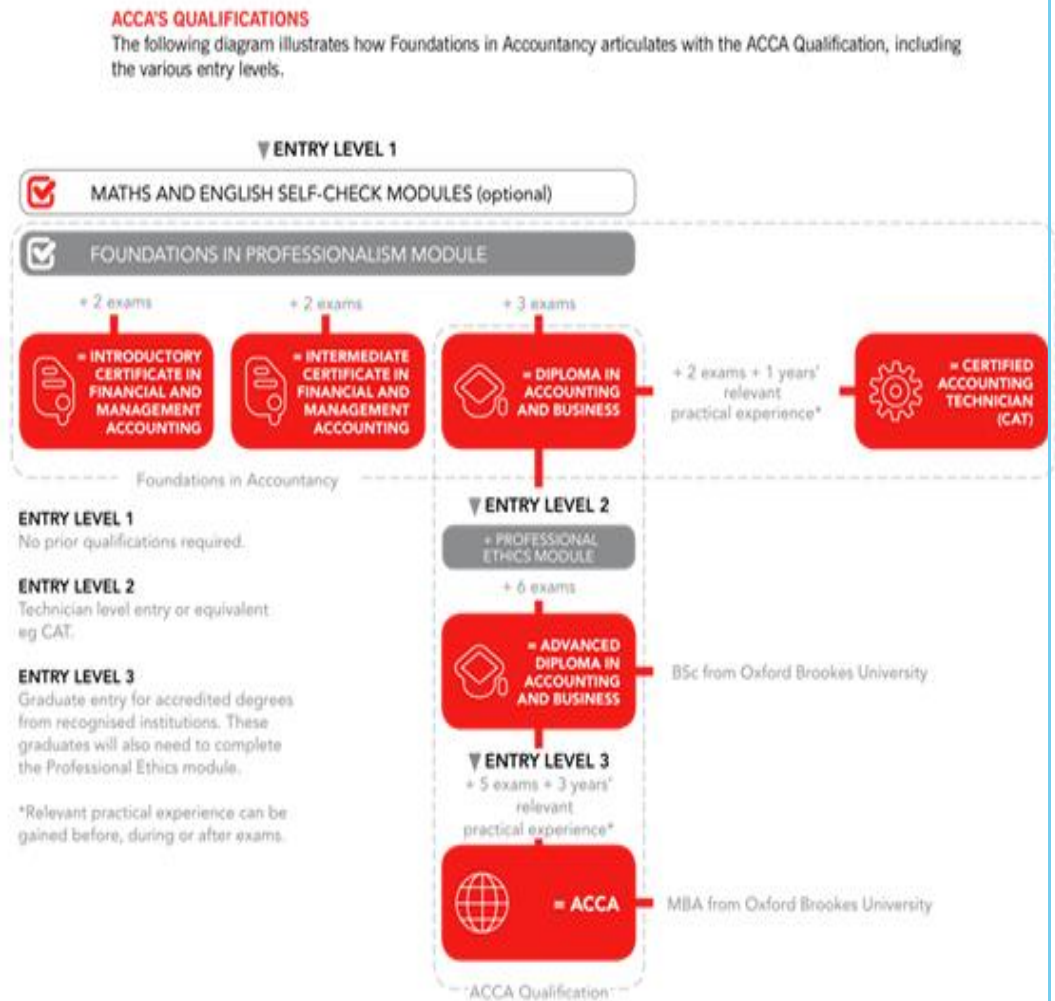 ACCA'S QUALIFICATIONS
The following diagram illustrates how Foundations in Accountancy articulates with the ACCA Qualification, including
the various entry levels.
ENTRY LEVEL 1
MATHS AND ENGLISH SELF-CHECK MODULES (optional)
FOUNDATIONS IN PROFESSIONALISM MODULE
+ 2 exams
+ 2 exams
+ 3 exams
= INTRODUCTORY
CERTIFICATE IN
FINANCIAL AND
MANAGEMENT
ACCOUNTING
= INTERMEDIATE
CERTIFICATE IN
FINANCIAL AND
MANAGEMENT
ACCOUNTING
= DIPLOMA IN
ACCOUNTING
AND BUSINESS
+ 2 exams + 1 years'
relevant
practical experience*
= CERTIFIED
ACCOUNTING
TECHNICIAN
(CAT)
Foundations in Accountancy
ENTRY LEVEL 1
No prior qualifications required.
ENTRY LEVEL 2
Technician level entry or equivalent
eg CAT.
ENTRY LEVEL 3
Graduate entry for accredited degrees
from recognised institutions. These
graduates will also need to complete
the Professional Ethics module.
*Relevant practical experience can be
gained before, during or after exams.
ENTRY LEVEL 2
+ PROFESSIONAL
ETHICS MODULE
+ 6 exams
= ADVANCED
DIPLOMA IN
ACCOUNTING
AND BUSINESS
BSc from Oxford Brookes University
ENTRY LEVEL 3
+ 5 exams + 3 years'
relevant
practical experience*
= ACCA
MBA from Oxford Brookes University
ACCA Qualification